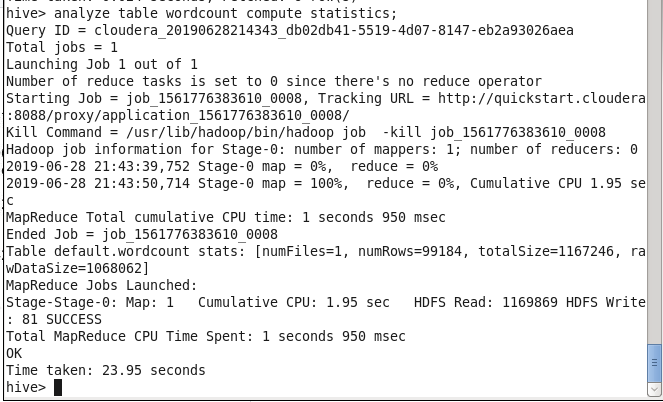 hive> analyze table wordcount compute statistics;
Query ID = cloudera_20190628214343_db02db41-5519-4d07-8147-eb2a93026aea
Total jobs = 1
Launching Job 1 out of 1
Number of reduce tasks is set to 0 since there's no reduce operator
Starting Job = job_1561776383610_0008, Tracking URL = http://quickstart.cloudera
:8088/proxy/application_1561776383610_0008/
Kill Command = /usr/lib/hadoop/bin/hadoop job  -kill job_1561776383610_0008
Hadoop job information for Stage-0: number of mappers: 1; number of reducers: 0
2019-06-28 21:43:39,752 Stage-0 map = 0%,  reduce = 0%
2019-06-28 21:43:50,714 Stage-0 map = 100%,  reduce = 0%, Cumulative CPU 1.95 se
c
MapReduce Total cumulative CPU time: 1 seconds 950 msec
Ended Job = job_1561776383610_0008
Table default.wordcount stats: [numFiles=1, numRows=99184, totalSize=1167246, ra
wDataSize=1068062]
MapReduce Jobs Launched:
Stage-Stage-0: Map: 1   Cumulative CPU: 1.95 sec   HDFS Read: 1169869 HDFS Write
: 81 SUCCESS
Total MapReduce CPU Time Spent: 1 seconds 950 msec
OK
Time taken: 23.95 seconds
hive>